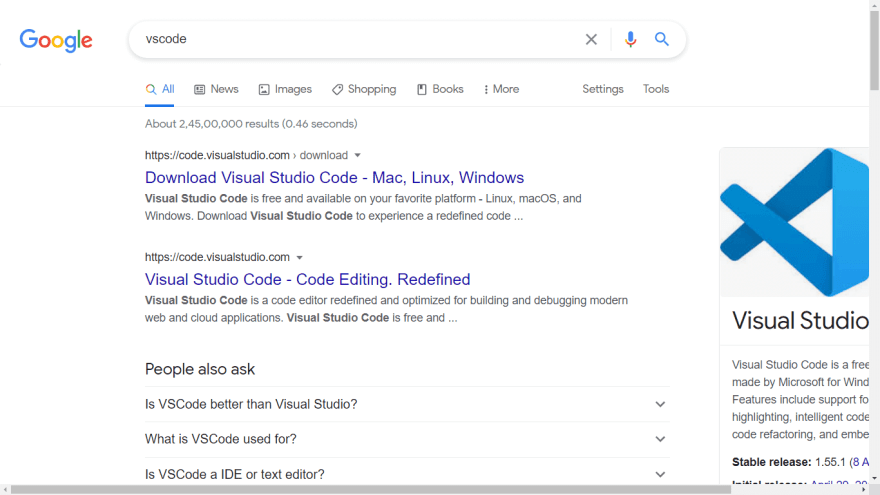 Google
vscode
All News Images Shopping Books More Settings Tools
About 2,45,00,000 results (0.46 seconds)
https://code.visualstudio.com › download
Download Visual Studio Code - Mac, Linux, Windows
Visual Studio Code is free and available on your favorite platform - Linux, macOS, and
Windows. Download Visual Studio Code to experience a redefined code ...
https://code.visualstudio.com
Visual Studio Code - Code Editing. Redefined
Visual Studio Code is a code editor redefined and optimized for building and debugging modern
web and cloud applications. Visual Studio Code is free and ...
People also ask
Is VSCode better than Visual Studio?
What is VSCode used for?
Is VSCode a IDE or text editor?
Visual Studio
Visual Studio Code is a free
made by Microsoft for Wind
Features include support fo
highlighting, intelligent code
code refactoring, and embe
Stable release: 1.55.1 (8 A